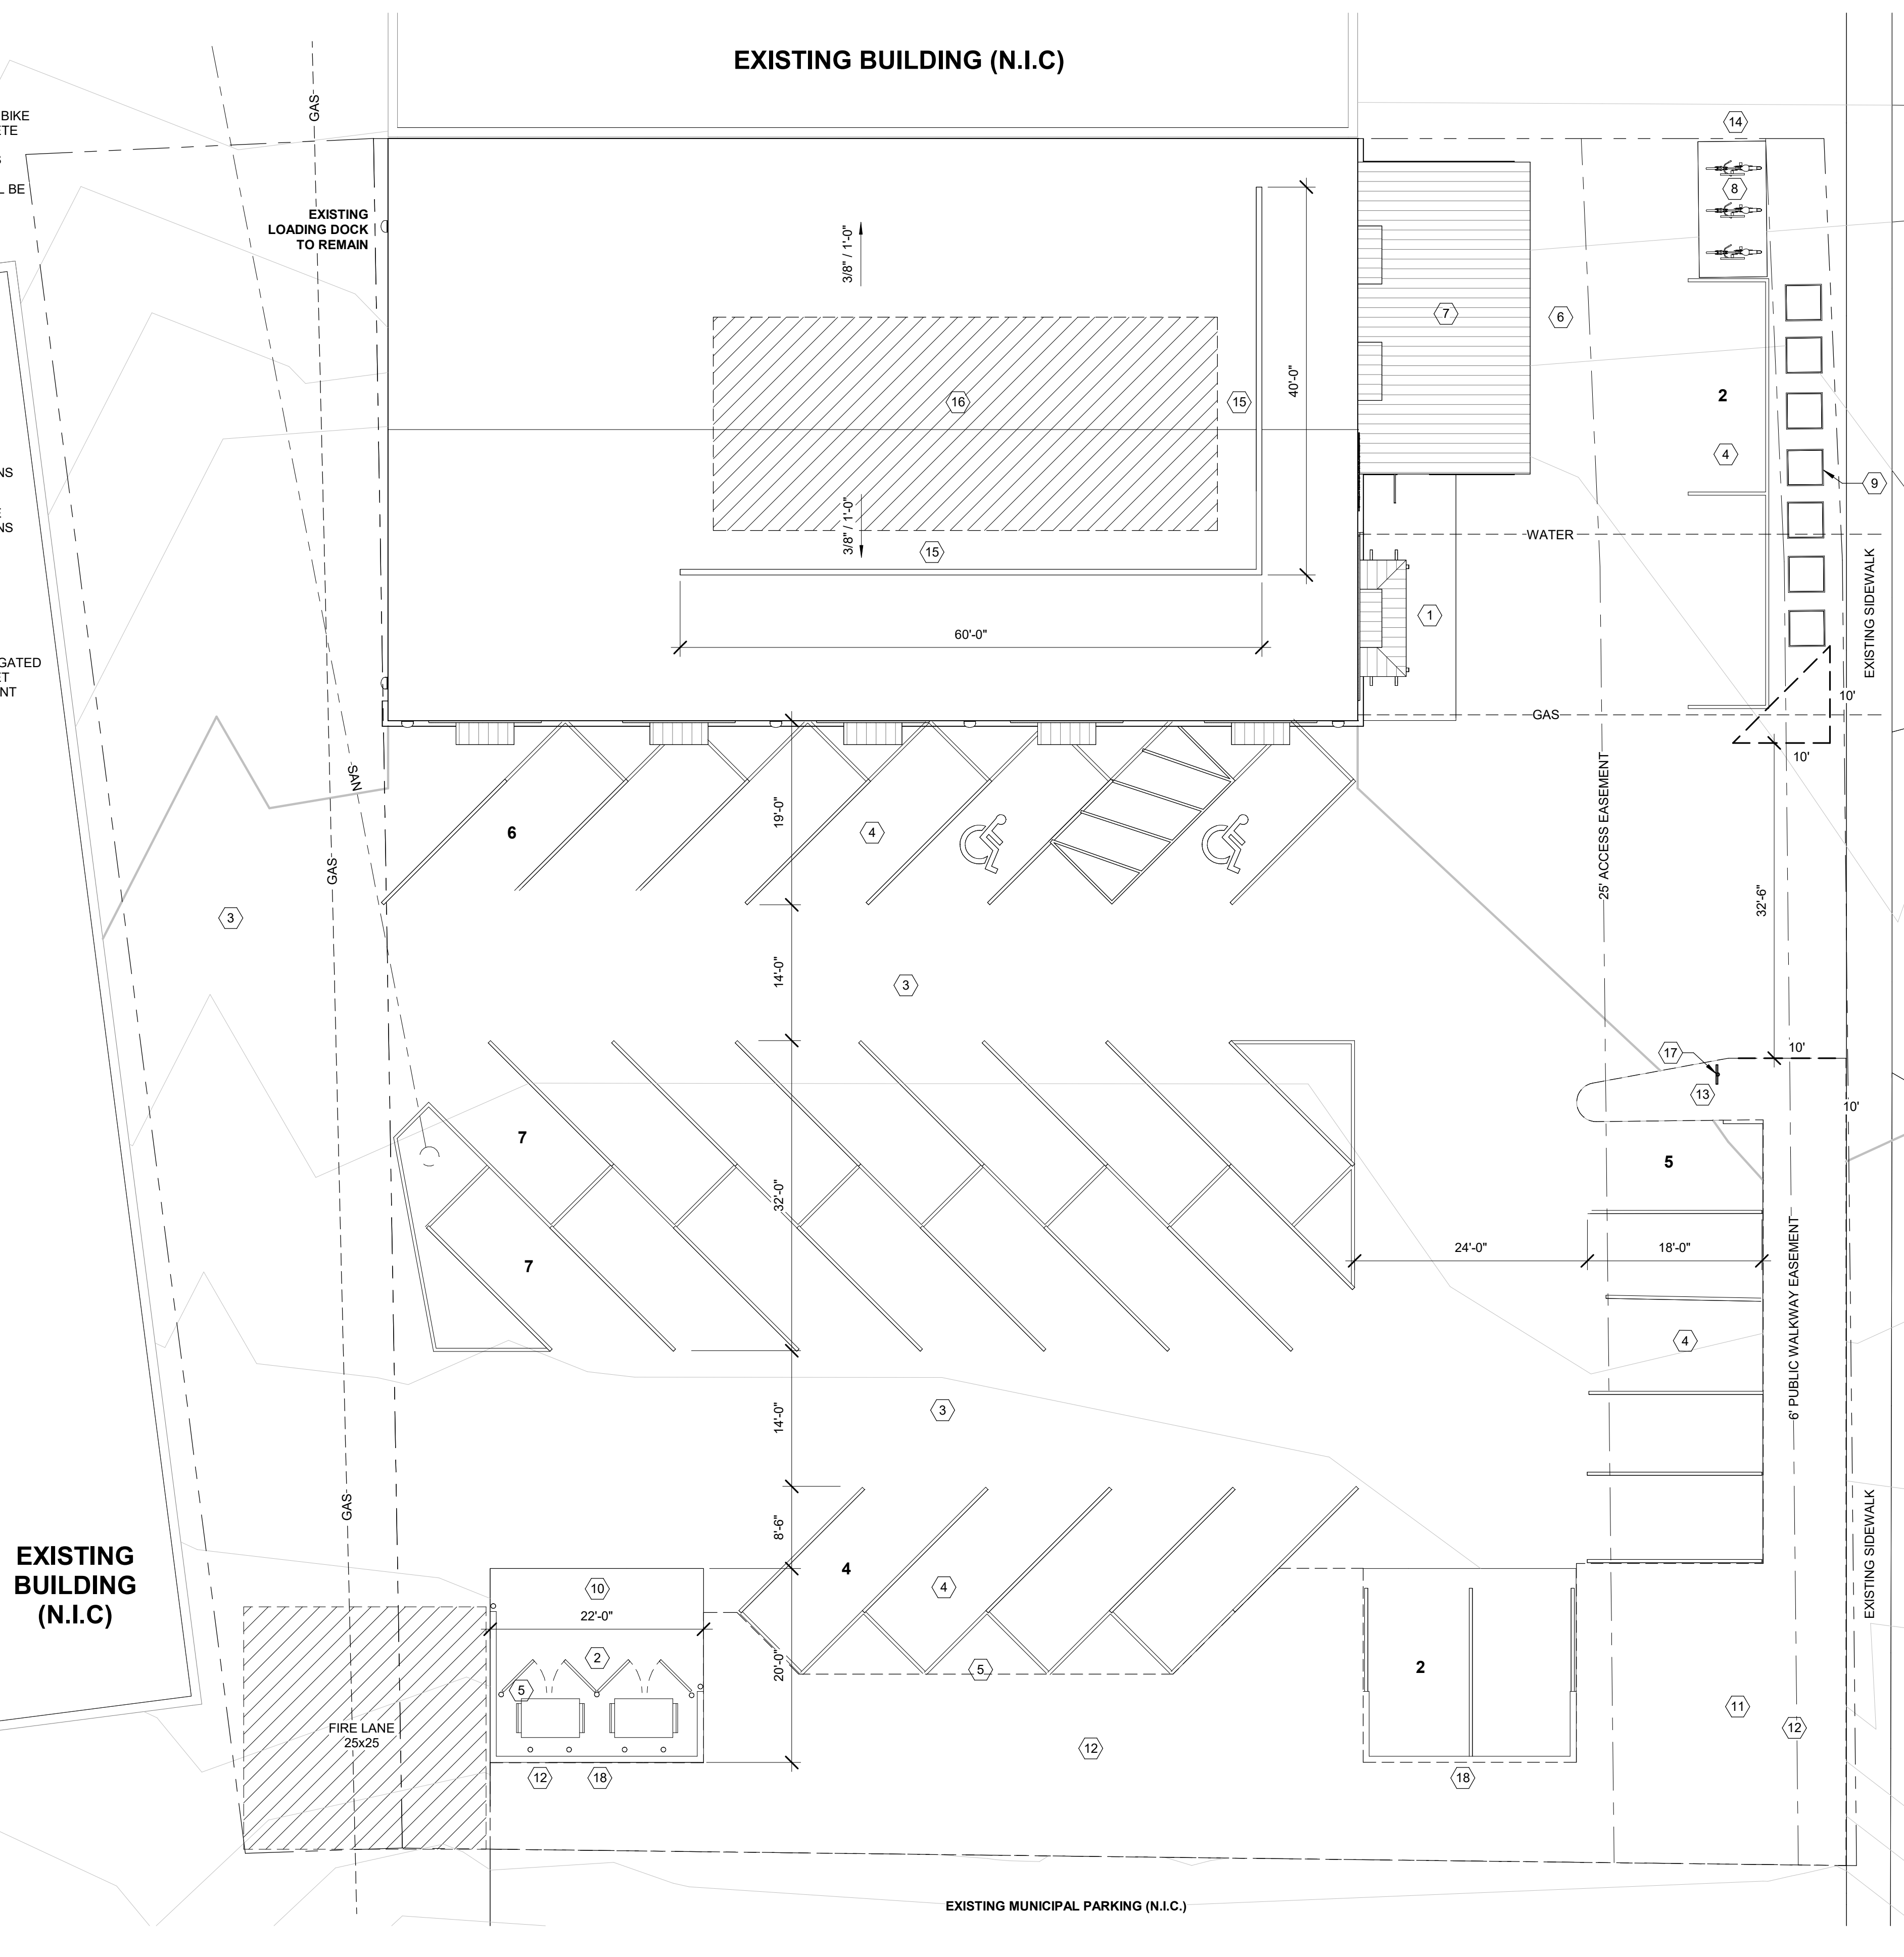 EXISTING BUILDING (N.I.C)
BIKE
L BE
GAS
14
8
EXISTING
LOADING DOCK
TO REMAIN
3/8" / 1'-0"
40'-0"
7
6
16
15
2
4
9
NS
NS
3/8" / 1'-0"
15
WATER
EXISTING SIDEWALK
60'-0"
1
GATED
ET
NT
10'
GAS
10'
SAN
25' ACCESS EASEMENT
19'-0"
6
4
GAS
32'-6"
3
14'-0"
3
10'
17
13
10'
7
5
32'-0"
7
24'-0"
18'-0"
6' PUBLIC WALKWAY EASEMENT
4
14'-0"
3
GAS
8'-6"
EXISTING SIDEWALK
EXISTING
BUILDING
(N.I.C)
4
4
10
22'-0"
2
5
20'-0"
5
2
11
12
FIRE LANE
25x25
12
12
18
18
EXISTING MUNICIPAL PARKING (N.I.C.)